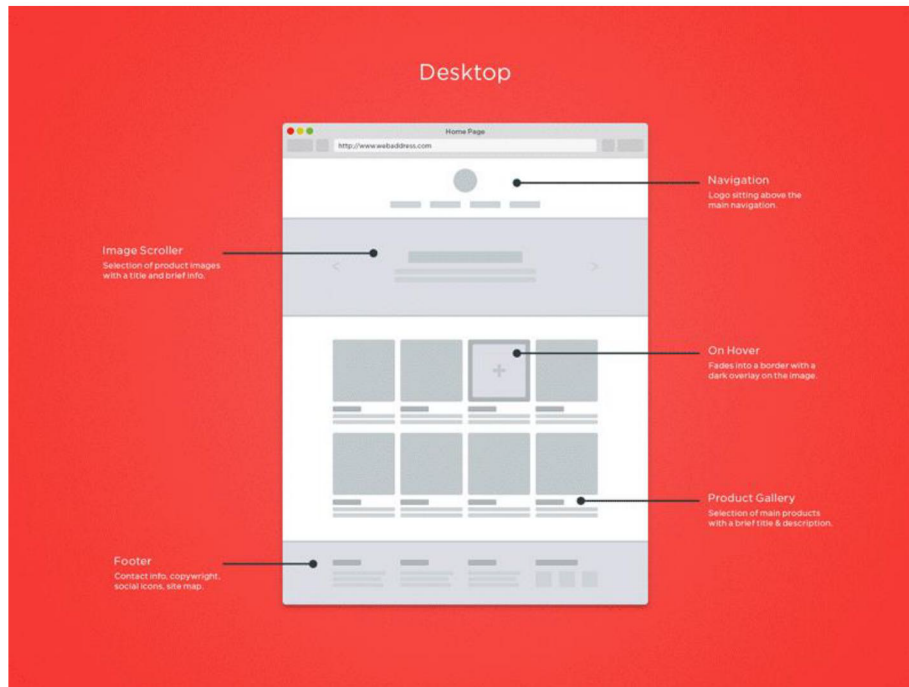 Desktop
Home Page
http://www.webaddress.com
Navigation
Logo sitting above the
main navigation.
Image Scroller
Selection of product images
with a title and brief info.
<
>
On Hover
Fades into a border with a
dark overlay on the image.
+
Product Gallery
Selection of main products
with a brief title & description.
Footer
Contact info, copywright,
social icons, site map.